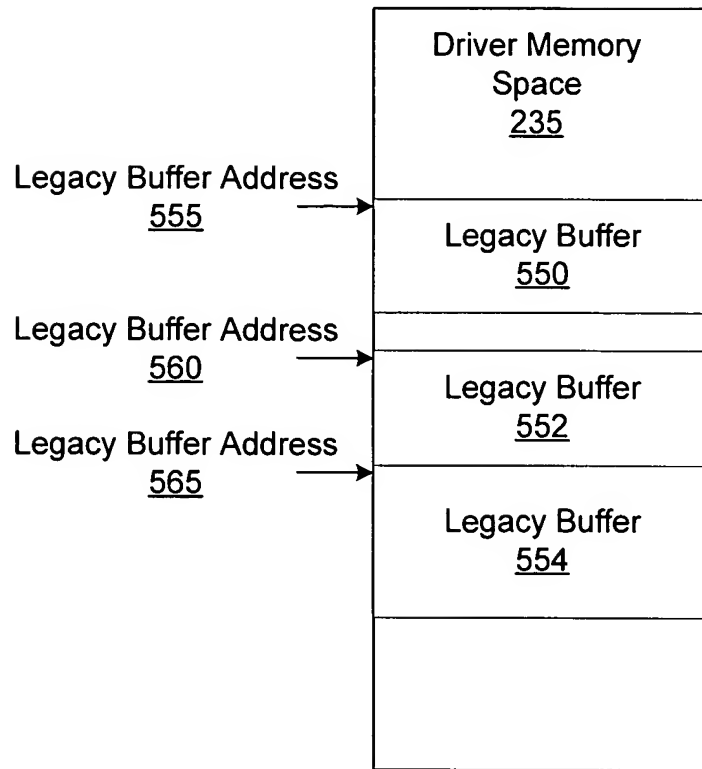 Driver Memory
Space
235
Legacy Buffer Address
555
Legacy Buffer
550
Legacy Buffer Address
560
Legacy Buffer
552
Legacy Buffer Address
565
Legacy Buffer
554